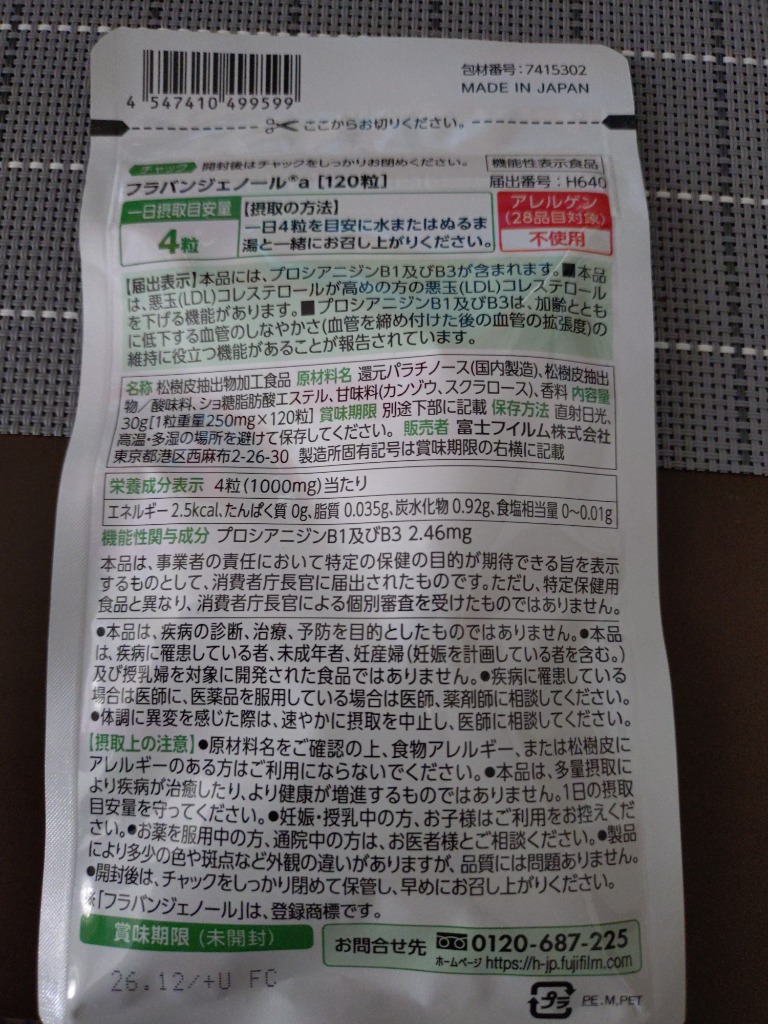 包材番号：7415302
MADE IN JAPAN
4 547410 499599
ここからお切りください。
チャック 開封後はチャックをしっかりお閉めください。
機能性表示食品
フラバンジェノール®a [120粒]
届出番号：H640
一日摂取目安量
4粒
【摂取の方法】
一日4粒を目安に水またはぬるま
湯と一緒にお召し上がりください。
アレルゲン
(28品目対象)
不使用
【届出表示】本品には、プロシアニジンB1及びB3が含まれます。■本品
は、悪玉(LDL)コレステロールが高めの方の悪玉(LDL)コレステロール
を下げる機能があります。■プロシアニジンB1及びB3は、加齢ととも
に低下する血管のしなやかさ(血管を締め付けた後の血管の拡張度)の
維持に役立つ機能があることが報告されています。
名称 松樹皮抽出物加工食品 原材料名 還元パラチノース(国内製造)、松樹皮抽出
物／酸味料、ショ糖脂肪酸エステル、甘味料(カンゾウ、スクラロース)、香料 内容量
30g[1粒重量250mg×120粒] 賞味期限 別途下部に記載 保存方法 直射日光、
高温・多湿の場所を避けて保存してください。 販売者 富士フイルム株式会社
東京都港区西麻布2-26-30 製造所固有記号は賞味期限の右横に記載
栄養成分表示 4粒(1000mg)当たり
エネルギー 2.5kcal、たんぱく質 0g、脂質 0.035g、炭水化物 0.92g、食塩相当量 0〜0.01g
機能性関与成分 プロシアニジンB1及びB3 2.46mg
本品は、事業者の責任において特定の保健の目的が期待できる旨を表示
するものとして、消費者庁長官に届出されたものです。ただし、特定保健用
食品と異なり、消費者庁長官による個別審査を受けたものではありません。
●本品は、疾病の診断、治療、予防を目的としたものではありません。●本品
は、疾病に罹患している者、未成年者、妊産婦(妊娠を計画している者を含む。)
及び授乳婦を対象に開発された食品ではありません。●疾病に罹患している
場合は医師に、医薬品を服用している場合は医師、薬剤師に相談してください。
●体調に異変を感じた際は、速やかに摂取を中止し、医師に相談してください。
【摂取上の注意】●原材料名をご確認の上、食物アレルギー、または松樹皮に
アレルギーのある方はご利用にならないでください。●本品は、多量摂取に
より疾病が治癒したり、より健康が増進するものではありません。1日の摂取
目安量を守ってください。●妊娠・授乳中の方、お子様はご利用をお控えくだ
さい。●お薬を服用中の方、通院中の方は、お医者様とご相談ください。●製品
により多少の色や斑点など外観の違いがありますが、品質には問題ありません。
●開封後は、チャックをしっかり閉めて保管し、早めにお召し上がりください。
※「フラバンジェノール」は、登録商標です。
賞味期限 (未開封)
26.12/+U FC
お問合せ先 0120-687-225
ホームページ https://h-jp.fujifilm.com
プラ PE.M,PET